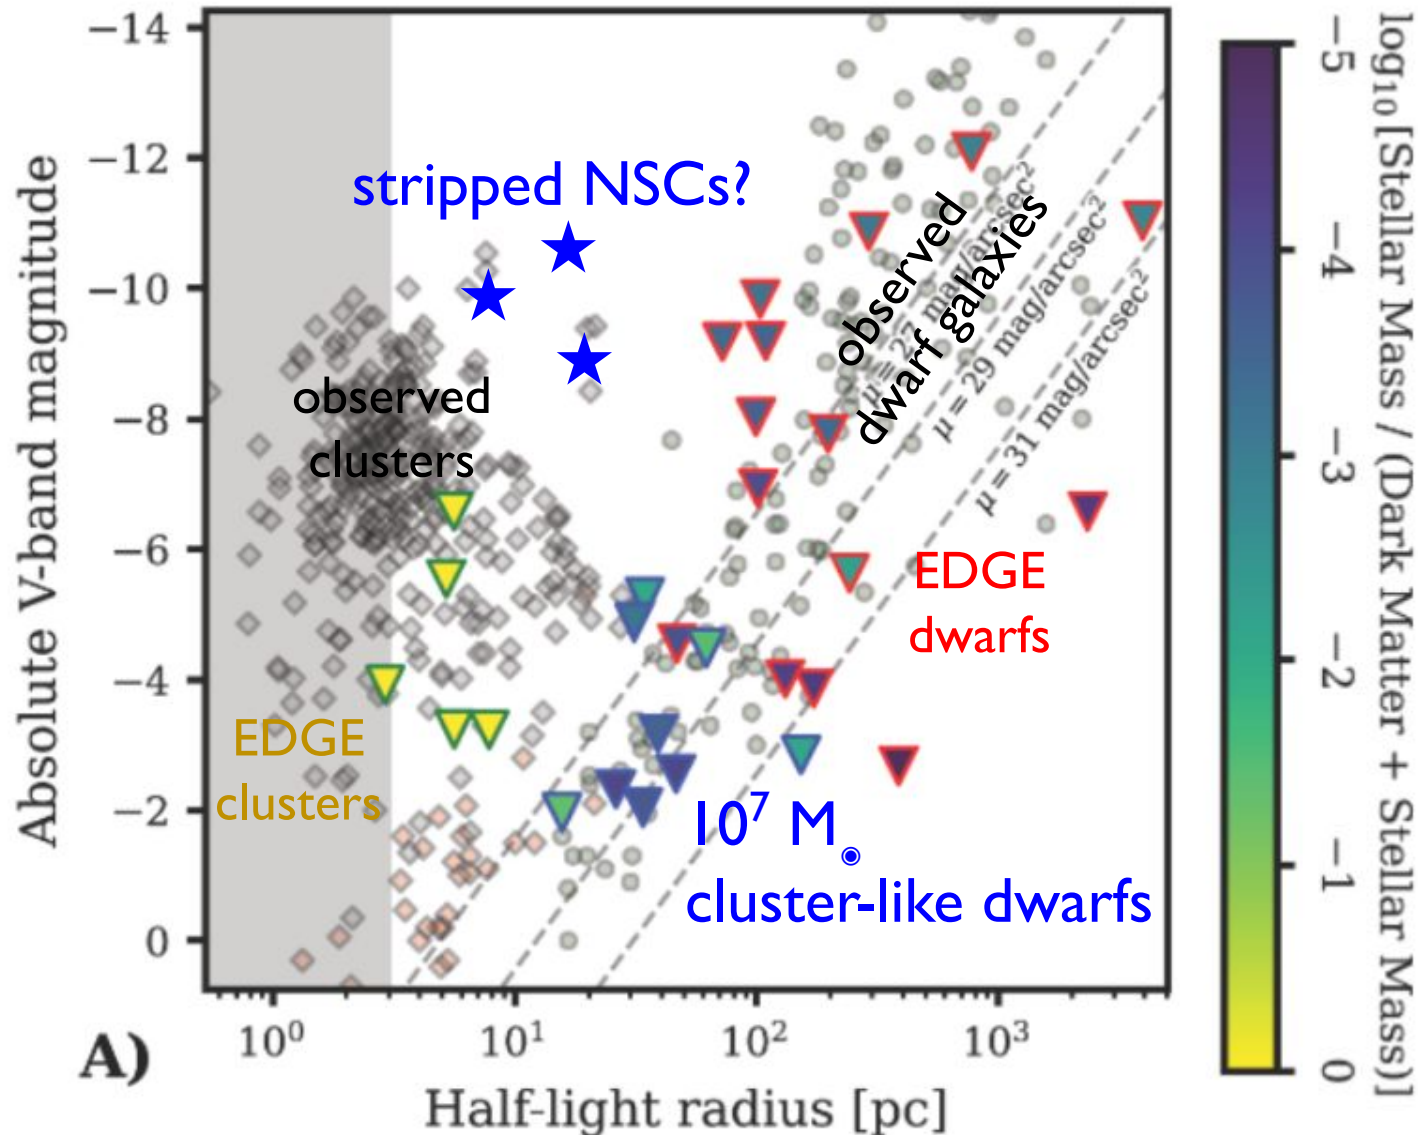 −14
−12
−10
−8
−6
−4
−2
0
Absolute V-band magnitude
stripped NSCs?
observed
clusters
observed
dwarf galaxies
μ = 27 mag/arcsec²
μ = 29 mag/arcsec²
μ = 31 mag/arcsec²
EDGE
dwarfs
EDGE
clusters
10⁷ M☉
cluster-like dwarfs
A)
10⁰
10¹
10²
10³
Half-light radius [pc]
−5
−4
−3
−2
−1
0
log₁₀[Stellar Mass / (Dark Matter + Stellar Mass)]